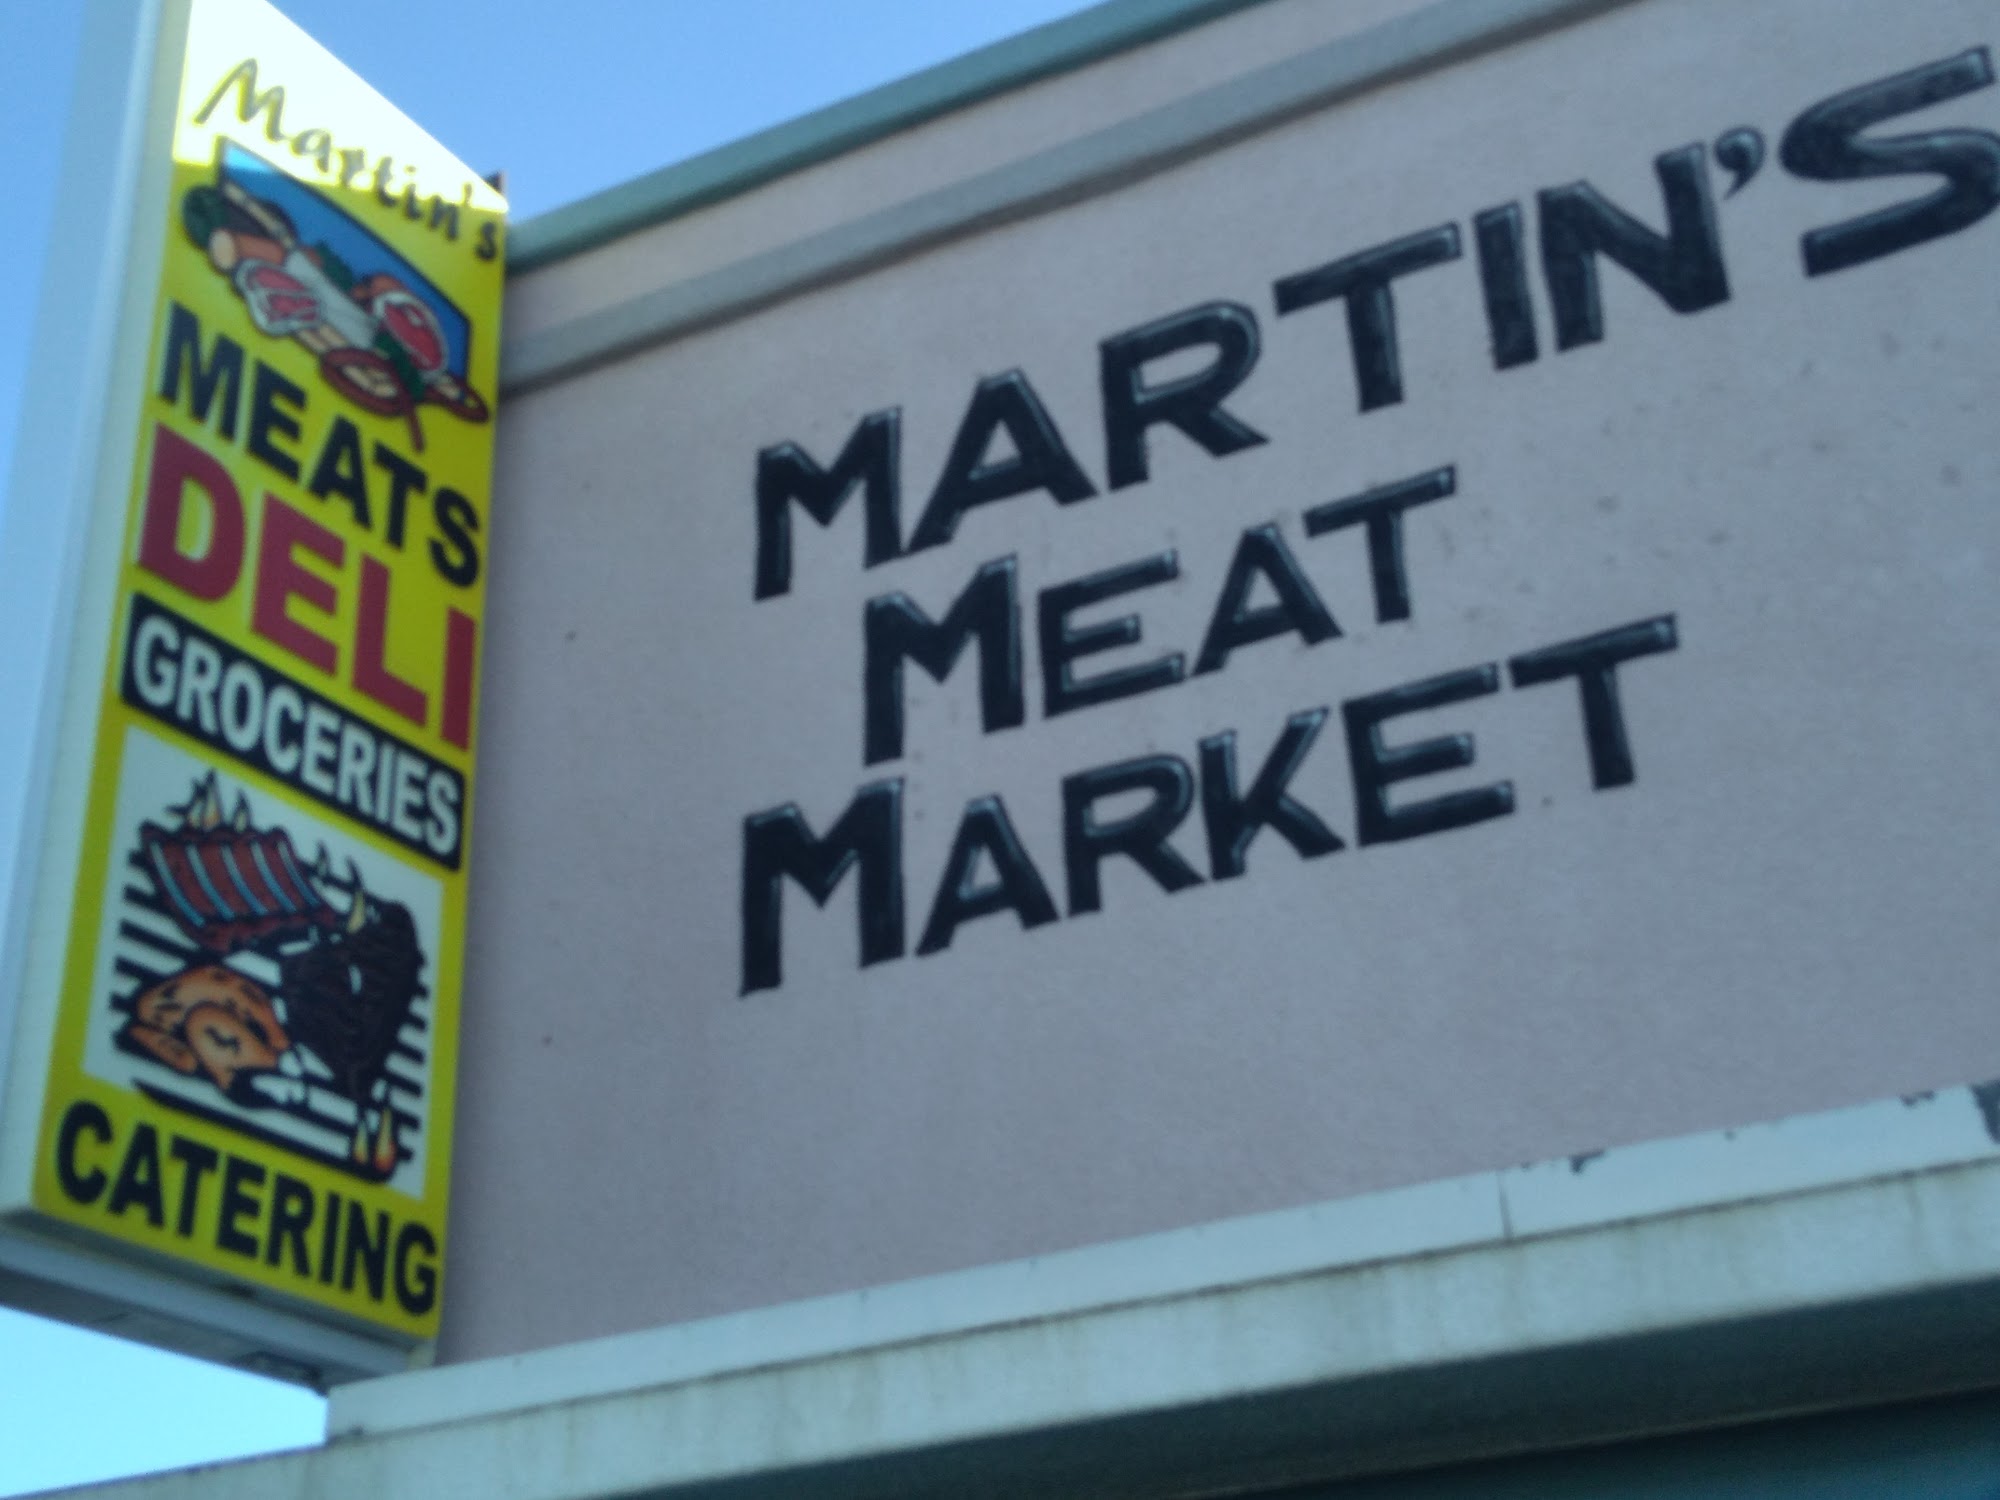 Martin's
MEATS
DELI
GROCERIES
CATERING
MARTIN'S
MEAT
MARKET